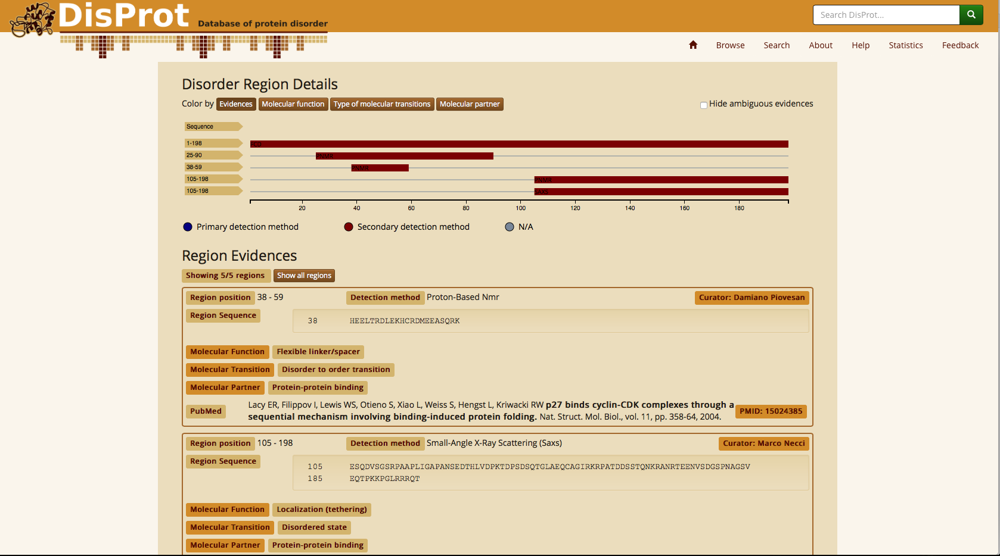 DisProt Database of protein disorder
Search DisProt...
Browse Search About Help Statistics Feedback
Disorder Region Details
Color by Evidences Molecular function Type of molecular transitions Molecular partner Hide ambiguous evidences
Sequence
1-198
25-90 PNMR
38-59 PNMR
105-198 PNMR
105-198 SAXS
20 40 60 80 100 120 140 160 180
Primary detection method Secondary detection method N/A
Region Evidences
Showing 5/5 regions Show all regions
Region position 38 - 59 Detection method Proton-Based Nmr Curator: Damiano Piovesan
Region Sequence
38 HEELTRDLEKHCRDMEEASQRK
Molecular Function Flexible linker/spacer
Molecular Transition Disorder to order transition
Molecular Partner Protein-protein binding
PubMed Lacy ER, Filippov I, Lewis WS, Otieno S, Xiao L, Weiss S, Hengst L, Kriwacki RW p27 binds cyclin-CDK complexes through a
sequential mechanism involving binding-induced protein folding. Nat. Struct. Mol. Biol., vol. 11, pp. 358-64, 2004. PMID: 15024385
Region position 105 - 198 Detection method Small-Angle X-Ray Scattering (Saxs) Curator: Marco Necci
Region Sequence
105 ESQDVSGSRPAAPLIGAPANSEDTHLVDPKTDPSDSQTGLAEQCAGIRKRPATDDSSTQNKRANRTEENVSDGSPNAGSV
185 EQTPKKPGLRRRQT
Molecular Function Localization (tethering)
Molecular Transition Disordered state
Molecular Partner Protein-protein binding